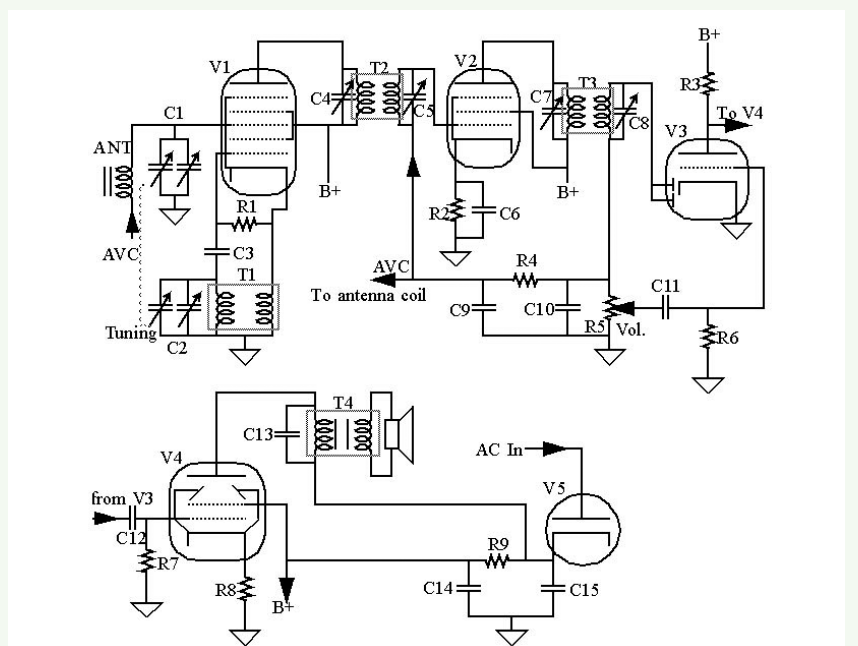 V1
C1
ANT
AVC
Tuning
C2
R1
C3
T1
C4
T2
C5
B+
V2
R2
C6
C7
T3
C8
B+
B+
R3
To V4
V3
AVC
To antenna coil
R4
C9
C10
R5
Vol.
C11
R6
V4
from V3
C12
R7
R8
C13
T4
B+
AC In
V5
R9
C14
C15